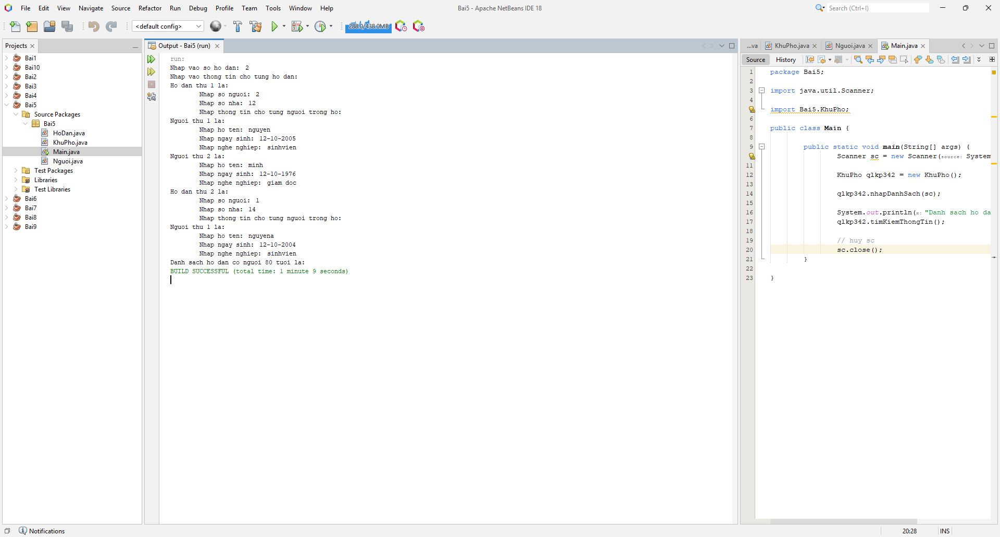 File Edit View Navigate Source Refactor Run Debug Profile Team Tools Window Help
Bai5 - Apache NetBeans IDE 18
Search (Ctrl+I)
<default config>
288.0/438.0MB
Projects
Bai1
Bai10
Bai2
Bai3
Bai4
Bai5
Source Packages
Bai5
HoDan.java
KhuPho.java
Main.java
Nguoi.java
Test Packages
Libraries
Test Libraries
Bai6
Bai7
Bai8
Bai9
Output - Bai5 (run)
run:
Nhap vao so ho dan: 2
Nhap vao thong tin cho tung ho dan:
Ho dan thu 1 la:
Nhap so nguoi: 2
Nhap so nha: 12
Nhap thong tin cho tung nguoi trong ho:
Nguoi thu 1 la:
Nhap ho ten: nguyen
Nhap ngay sinh: 12-10-2005
Nhap nghe nghiep: sinhvien
Nguoi thu 2 la:
Nhap ho ten: minh
Nhap ngay sinh: 12-10-1976
Nhap nghe nghiep: giam doc
Ho dan thu 2 la:
Nhap so nguoi: 1
Nhap so nha: 14
Nhap thong tin cho tung nguoi trong ho:
Nguoi thu 1 la:
Nhap ho ten: nguyena
Nhap ngay sinh: 12-10-2004
Nhap nghe nghiep: sinhvien
Danh sach ho dan co nguoi 80 tuoi la:
BUILD SUCCESSFUL (total time: 1 minute 9 seconds)
...va KhuPho.java Nguoi.java Main.java
Source History
1 package Bai5;
2
3 import java.util.Scanner;
4
import Bai5.KhuPho;
6
7 public class Main {
8
9 public static void main(String[] args) {
Scanner sc = new Scanner(source: System
11
12 KhuPho qlkp342 = new KhuPho();
13
14 qlkp342.nhapDanhSach(sc);
15
16 System.out.println(x: "Danh sach ho da
17 qlkp342.timKiemThongTin();
18
19 // huy sc
20 sc.close();
21 }
22
23 }
Notifications
20:28 INS